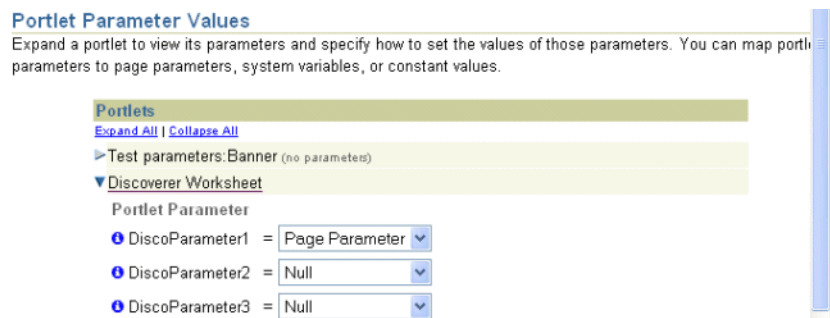 Portlet Parameter Values
Expand a portlet to view its parameters and specify how to set the values of those parameters. You can map
parameters to page parameters, system variables, or constant values.
Portlets
Expand All | Collapse All
Test parameters:Banner (no parameters)
Discoverer Worksheet
Portlet Parameter
DiscoParameter1 = Page Parameter
DiscoParameter2 = Null
DiscoParameter3 = Null